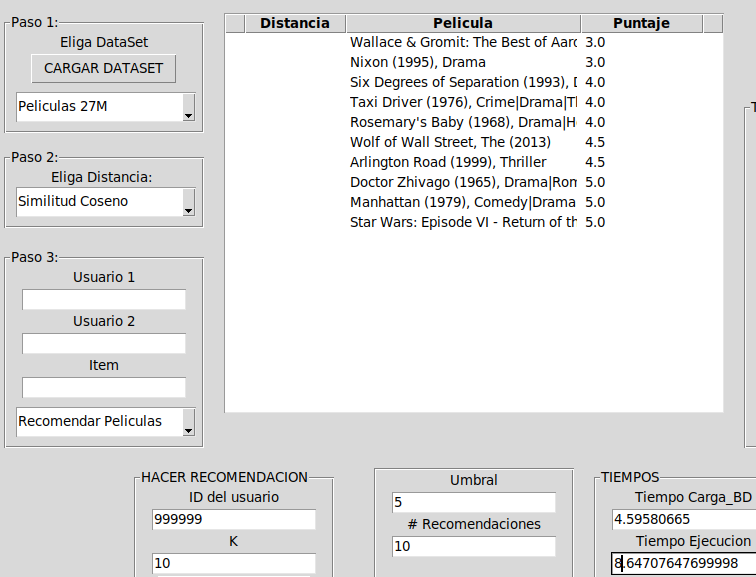 Paso 1:
Eliga DataSet
CARGAR DATASET
Peliculas 27M
Paso 2:
Eliga Distancia:
Similitud Coseno
Paso 3:
Usuario 1
Usuario 2
Item
Recomendar Peliculas
Distancia Pelicula Puntaje
Wallace & Gromit: The Best of Aard 3.0
Nixon (1995), Drama 3.0
Six Degrees of Separation (1993), D 4.0
Taxi Driver (1976), Crime|Drama|Tl 4.0
Rosemary's Baby (1968), Drama|H 4.0
Wolf of Wall Street, The (2013) 4.5
Arlington Road (1999), Thriller 4.5
Doctor Zhivago (1965), Drama|Rom 5.0
Manhattan (1979), Comedy|Drama 5.0
Star Wars: Episode VI - Return of th 5.0
HACER RECOMENDACION
ID del usuario
999999
K
10
Umbral
5
# Recomendaciones
10
TIEMPOS
Tiempo Carga_BD
4.59580665
Tiempo Ejecucion
8.64707647699998